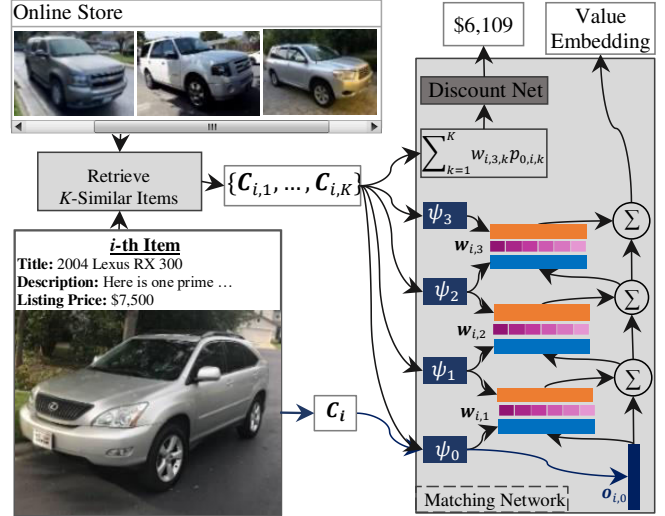 Online Store
Retrieve
K-Similar Items
{C_{i,1}, ..., C_{i,K}}
i-th Item
Title: 2004 Lexus RX 300
Description: Here is one prime …
Listing Price: $7,500
C_i
$6,109
Value
Embedding
Discount Net
∑_{k=1}^{K} w_{i,3,k} p_{0,i,k}
ψ_3
w_{i,3}
∑
ψ_2
w_{i,2}
∑
ψ_1
w_{i,1}
∑
ψ_0
o_{i,0}
Matching Network